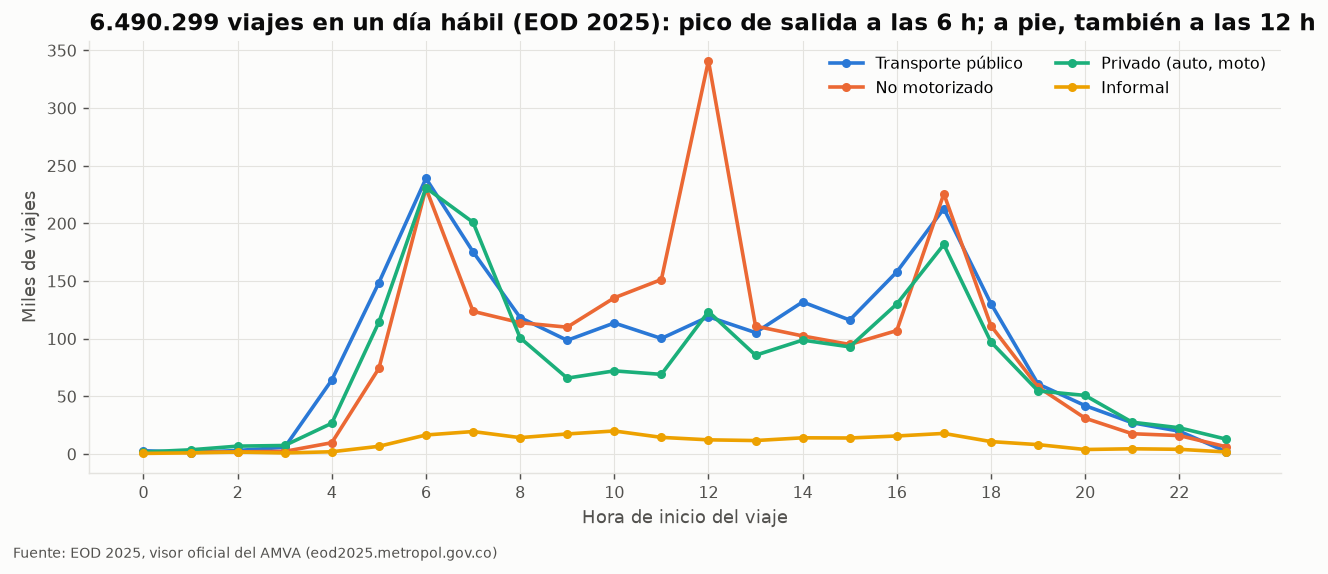 6.490.299 viajes en un día hábil (EOD 2025): pico de salida a las 6 h; a pie, también a las 12 h
Transporte público
No motorizado
Privado (auto, moto)
Informal
Miles de viajes
350
300
250
200
150
100
50
0
0 2 4 6 8 10 12 14 16 18 20 22
Hora de inicio del viaje
Fuente: EOD 2025, visor oficial del AMVA (eod2025.metropol.gov.co)